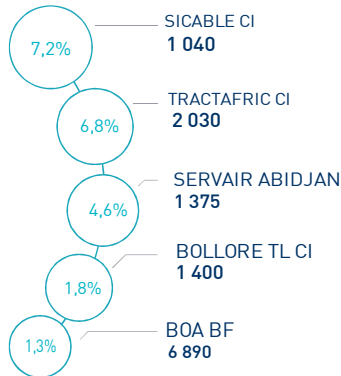 SICABLE CI
7,2%
1 040
TRACTAFRIC CI
6,8%
2 030
SERVAIR ABIDJAN
4,6%
1 375
BOLLORE TL CI
1,8%
1 400
BOA BF
1,3%
6 890